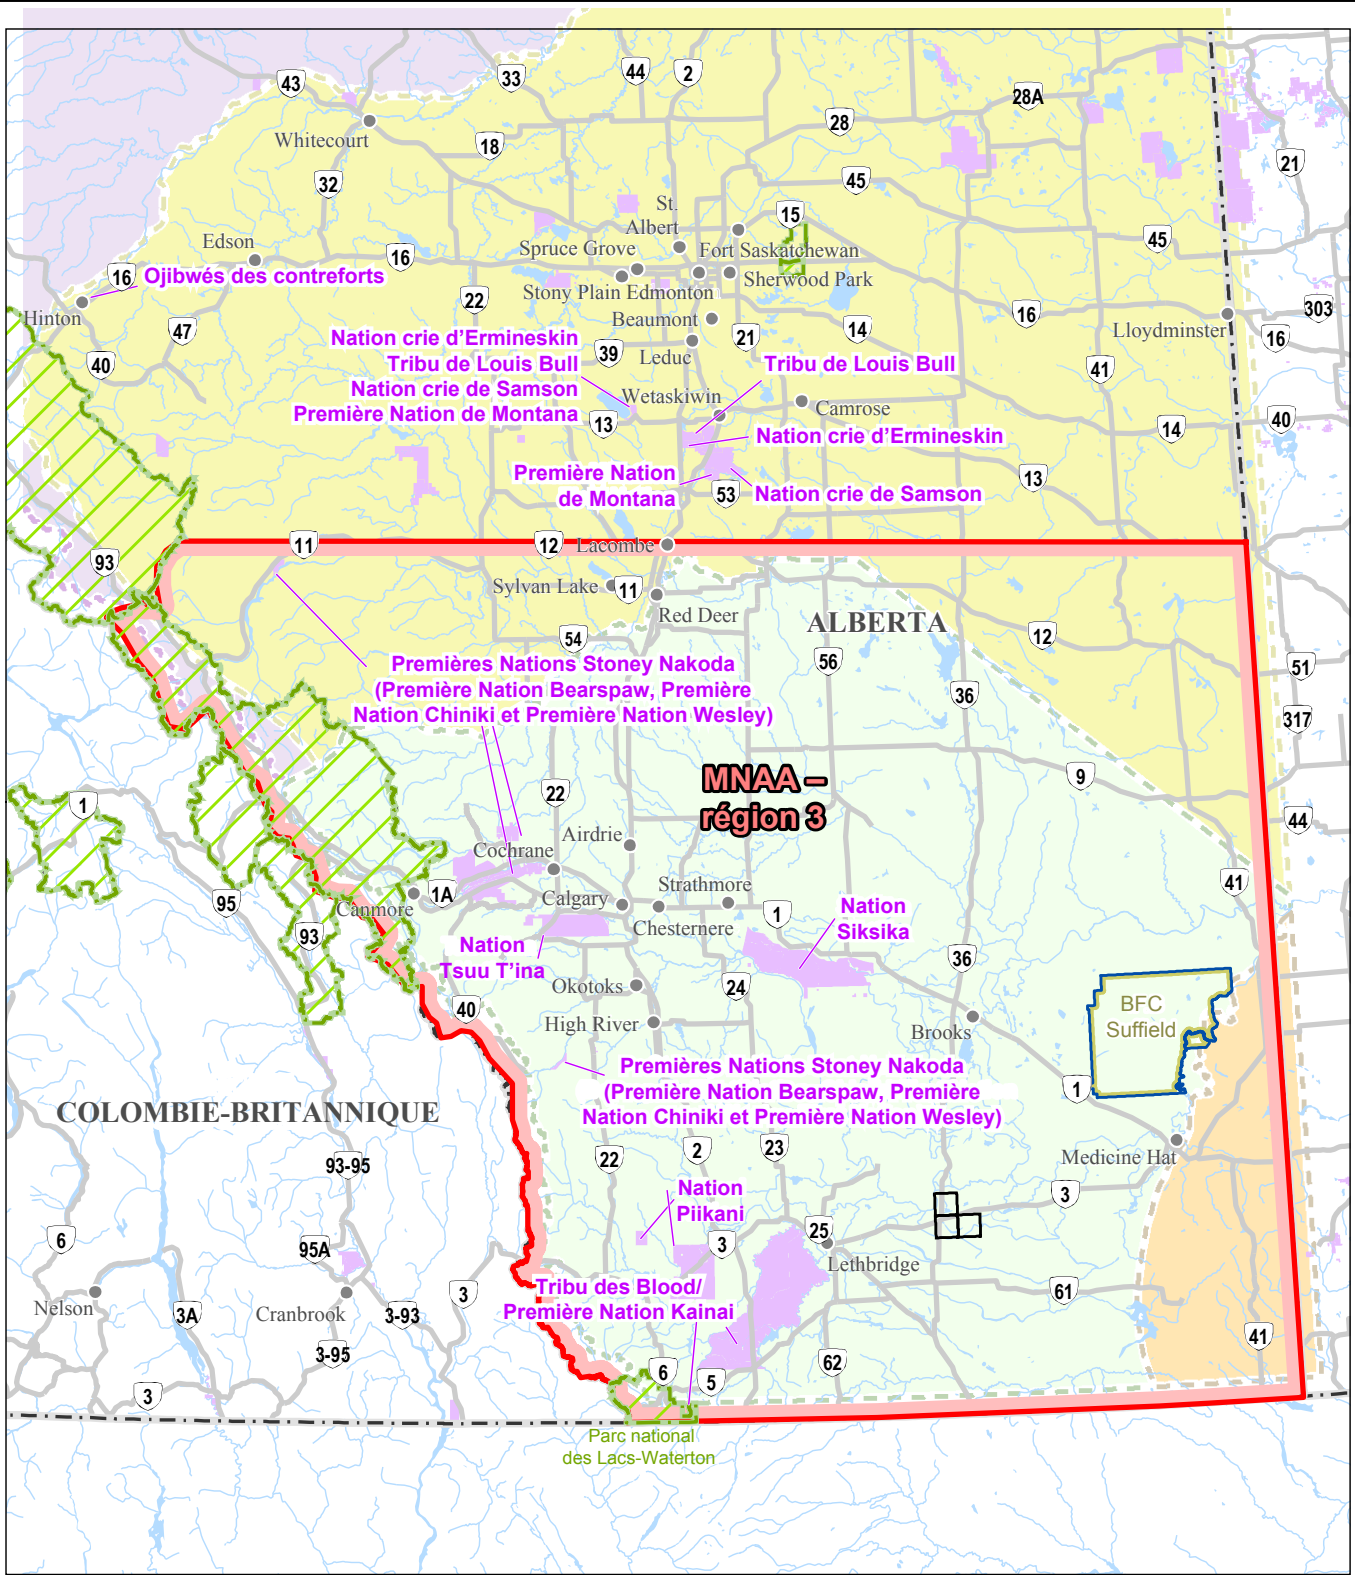 43
33
44
2
28A
28
Whitecourt
18
21
32
45
St.
Albert
15
Edson
Spruce Grove
Fort Saskatchewan
45
16
16
Ojibwés des contreforts
Stony Plain
Edmonton
Sherwood Park
22
Hinton
47
Beaumont
16
303
Lloydminster
16
Nation crie d'Ermineskin
Tribu de Louis Bull
Nation crie de Samson
Première Nation de Montana
39
Leduc
21
14
40
Tribu de Louis Bull
41
Wetaskiwin
Camrose
13
14
40
Nation crie d'Ermineskin
Première Nation
de Montana
53
Nation crie de Samson
13
93
11
12
Lacombe
Sylvan Lake
11
Red Deer
ALBERTA
54
12
56
51
Premières Nations Stoney Nakoda
(Première Nation Bearspaw, Première
Nation Chiniki et Première Nation Wesley)
36
317
MNAA –
région 3
9
1
22
44
Airdrie
Cochrane
41
95
93
1A
Canmore
Calgary
Strathmore
Chestermere
1
Nation
Siksika
Nation
Tsuu T'ina
36
Okotoks
24
40
High River
Brooks
BFC
Suffield
Premières Nations Stoney Nakoda
(Première Nation Bearspaw, Première
Nation Chiniki et Première Nation Wesley)
1
COLOMBIE-BRITANNIQUE
93-95
22
2
23
Medicine Hat
Nation
Piikani
3
6
95A
3
25
Lethbridge
Nelson
3A
Cranbrook
3-93
3
Tribu des Blood/
Première Nation Kainai
61
3-95
62
41
3
6
5
Parc national
des Lacs-Waterton